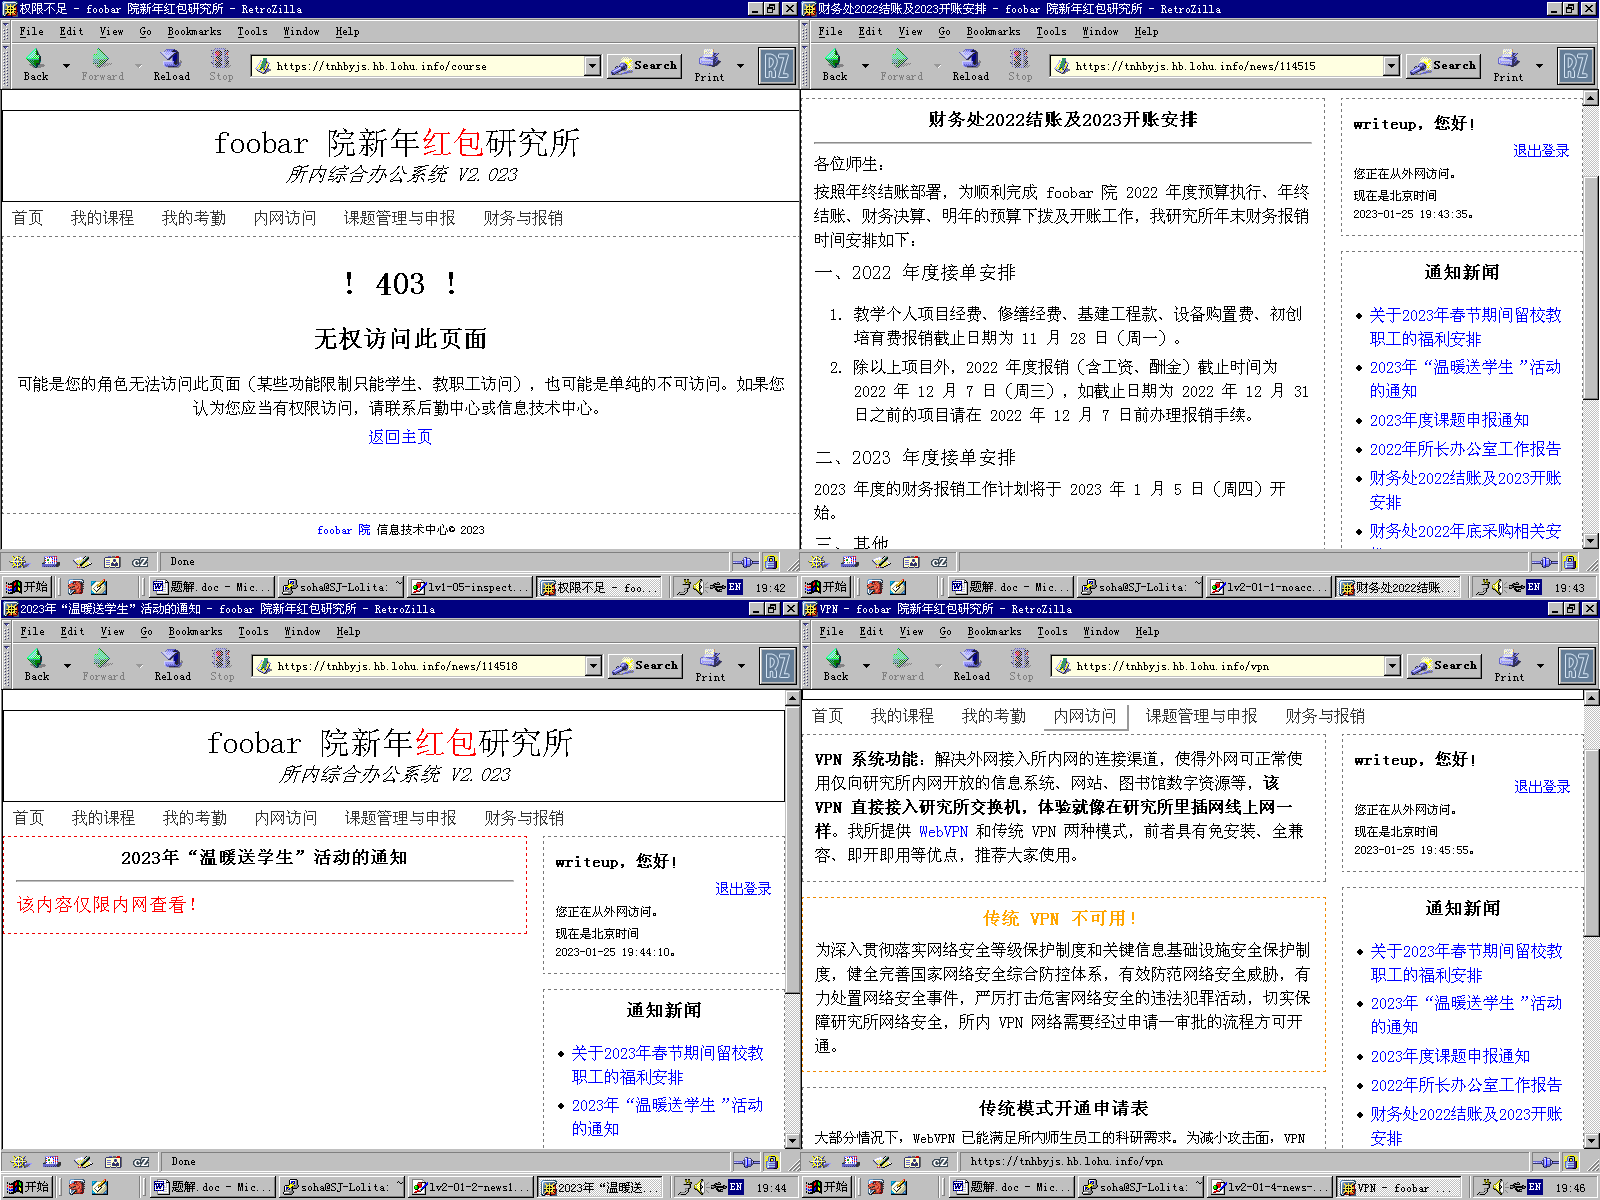 权限不足 - foobar 院新年红包研究所 - RetroZilla
File Edit View Go Bookmarks Tools Window Help
Back Forward Reload Stop
https://tnhbyjs.hb.lohu.info/course
Search
Print
foobar 院新年红包研究所
所内综合办公系统 V2.023
首页 我的课程 我的考勤 内网访问 课题管理与申报 财务与报销
! 403 !
无权访问此页面
可能是您的角色无法访问此页面（某些功能限制只能学生、教职工访问），也可能是单纯的不可访问。如果您
认为您应当有权限访问，请联系后勤中心或信息技术中心。
返回主页
foobar 院 信息技术中心© 2023
Done
开始 题解.doc - Mic... soha@SJ-Lolita: ~ lv1-05-inspect... 权限不足 - foo... EN 19:42
财务处2022结账及2023开账安排 - foobar 院新年红包研究所 - RetroZilla
File Edit View Go Bookmarks Tools Window Help
Back Forward Reload Stop
https://tnhbyjs.hb.lohu.info/news/114515
Search
Print
财务处2022结账及2023开账安排
各位师生：
按照年终结账部署，为顺利完成 foobar 院 2022 年度预算执行、年终
结账、财务决算、明年的预算下拨及开账工作，我研究所年末财务报销
时间安排如下：
一、2022 年度接单安排
1. 教学个人项目经费、修缮经费、基建工程款、设备购置费、初创
培育费报销截止日期为 11 月 28 日（周一）。
2. 除以上项目外，2022 年度报销（含工资、酬金）截止时间为
2022 年 12 月 7 日（周三），如截止日期为 2022 年 12 月 31
日之前的项目请在 2022 年 12 月 7 日前办理报销手续。
二、2023 年度接单安排
2023 年度的财务报销工作计划将于 2023 年 1 月 5 日（周四）开
始。
三、其他
writeup，您好！
退出登录
您正在从外网访问。
现在是北京时间
2023-01-25 19:43:35。
通知新闻
关于2023年春节期间留校教
职工的福利安排
2023年“温暖送学生”活动
的通知
2023年度课题申报通知
2022年所长办公室工作报告
财务处2022结账及2023开账
安排
财务处2022年底采购相关安
开始 题解.doc - Mic... soha@SJ-Lolita: ~ lv2-01-1-noacc... 财务处2022结账... EN 19:43
2023年“温暖送学生”活动的通知 - foobar 院新年红包研究所 - RetroZilla
File Edit View Go Bookmarks Tools Window Help
Back Forward Reload Stop
https://tnhbyjs.hb.lohu.info/news/114518
Search
Print
foobar 院新年红包研究所
所内综合办公系统 V2.023
首页 我的课程 我的考勤 内网访问 课题管理与申报 财务与报销
2023年“温暖送学生”活动的通知
该内容仅限内网查看！
writeup，您好！
退出登录
您正在从外网访问。
现在是北京时间
2023-01-25 19:44:10。
通知新闻
关于2023年春节期间留校教
职工的福利安排
2023年“温暖送学生”活动
的通知
Done
开始 题解.doc - Mic... soha@SJ-Lolita: ~ lv2-01-2-news1... 2023年“温暖送... EN 19:44
VPN - foobar 院新年红包研究所 - RetroZilla
File Edit View Go Bookmarks Tools Window Help
Back Forward Reload Stop
https://tnhbyjs.hb.lohu.info/vpn
Search
Print
首页 我的课程 我的考勤 内网访问 课题管理与申报 财务与报销
VPN 系统功能：解决外网接入所内网的连接渠道，使得外网可正常使
用仅向研究所内网开放的信息系统、网站、图书馆数字资源等，该
VPN 直接接入研究所交换机，体验就像在研究所里插网线上网一
样。我所提供 WebVPN 和传统 VPN 两种模式，前者具有免安装、全兼
容、即开即用等优点，推荐大家使用。
传统 VPN 不可用！
为深入贯彻落实网络安全等级保护制度和关键信息基础设施安全保护制
度，健全完善国家网络安全综合防控体系，有效防范网络安全威胁，有
力处置网络安全事件，严厉打击危害网络安全的违法犯罪活动，切实保
障研究所网络安全，所内 VPN 网络需要经过申请—审批的流程方可开
通。
传统模式开通申请表
大部分情况下，WebVPN 已能满足所内师生员工的科研需求。为减小攻击面，VPN
writeup，您好！
退出登录
您正在从外网访问。
现在是北京时间
2023-01-25 19:45:55。
通知新闻
关于2023年春节期间留校教
职工的福利安排
2023年“温暖送学生”活动
的通知
2023年度课题申报通知
2022年所长办公室工作报告
财务处2022结账及2023开账
安排
https://tnhbyjs.hb.lohu.info/vpn
开始 题解.doc - Mic... soha@SJ-Lolita: ~ lv2-01-4-news-... VPN - foobar ... EN 19:46